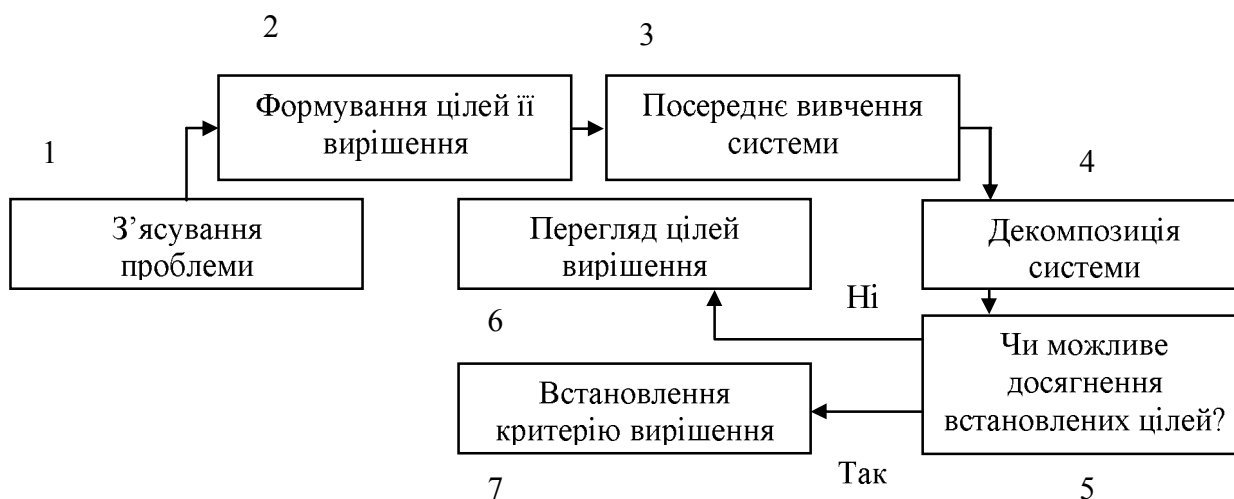 2
3
Формування цілей її
вирішення
Посереднє вивчення
системи
1
4
З’ясування
проблеми
Перегляд цілей
вирішення
Декомпозиція
системи
Ні
6
Чи можливе
досягнення
встановлених цілей?
Встановлення
критерію вирішення
Так
7
5